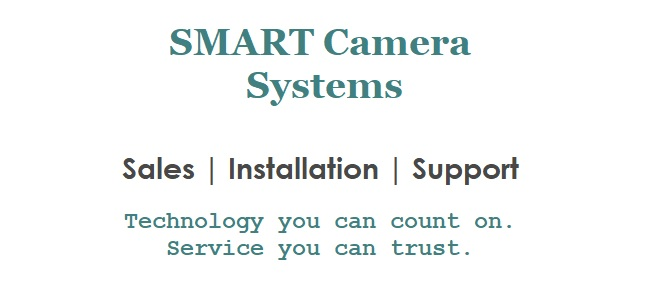 SMART Camera
Systems
Sales | Installation | Support
Technology you can count on.
Service you can trust.